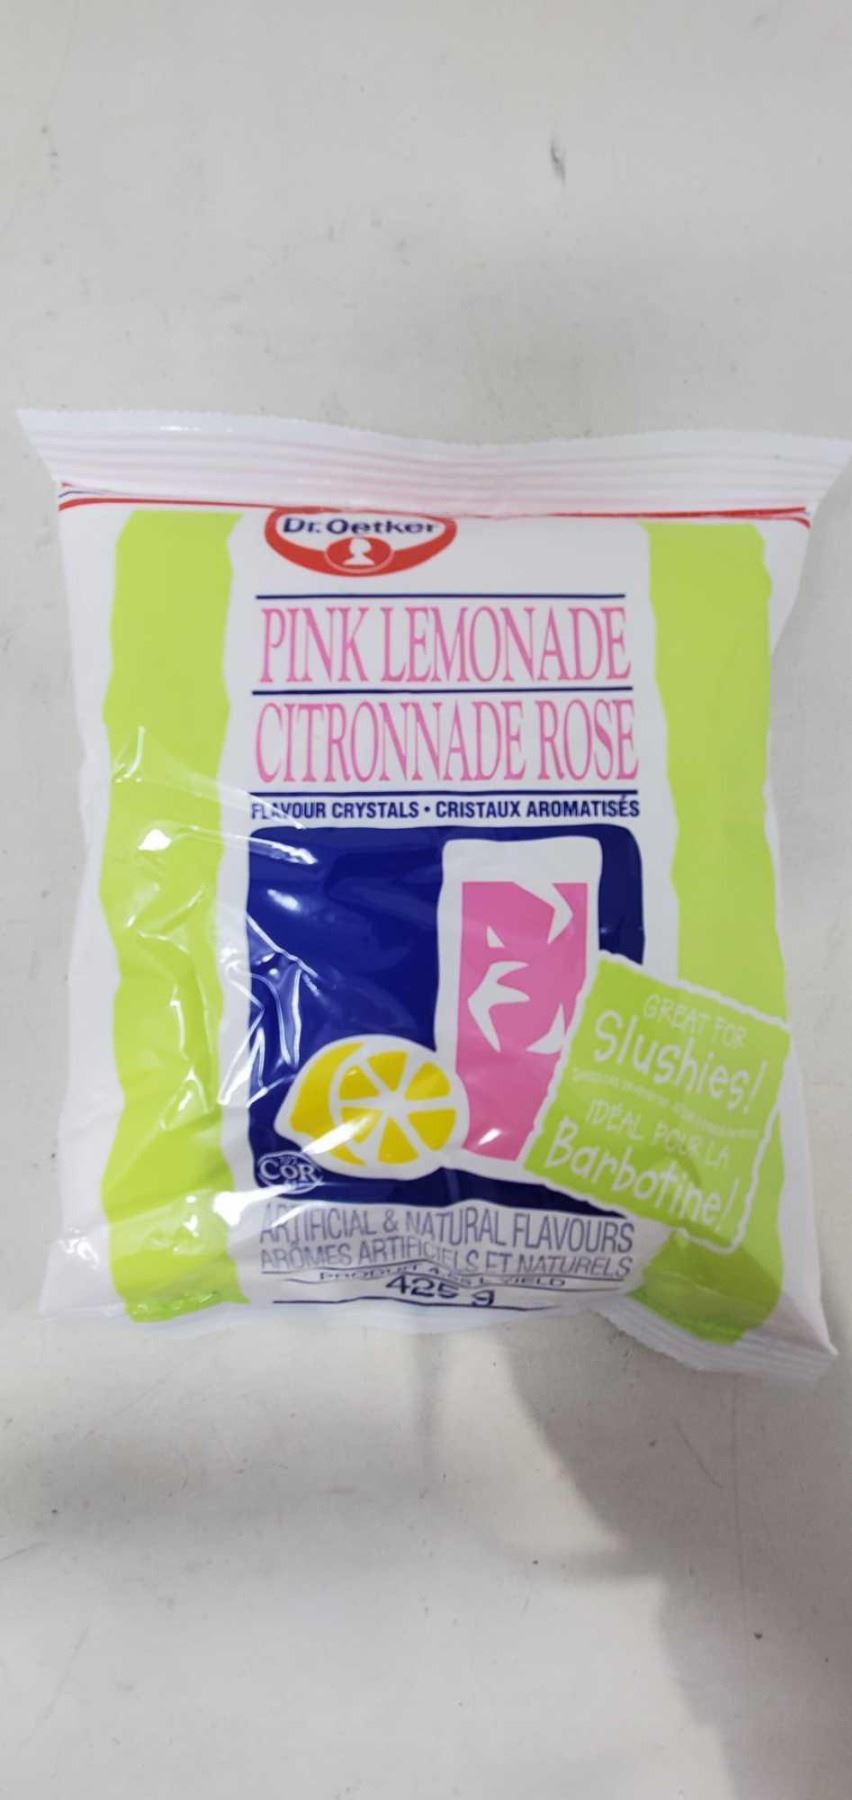 Dr. Oetker
PINK LEMONADE
CITRONNADE ROSE
FLAVOUR CRYSTALS • CRISTAUX AROMATISÉS
GREAT FOR
Slushies!
IDÉAL POUR LA
Barbotine!
COR
ARTIFICIAL & NATURAL FLAVOURS
ARÔMES ARTIFICIELS ET NATURELS
425 g